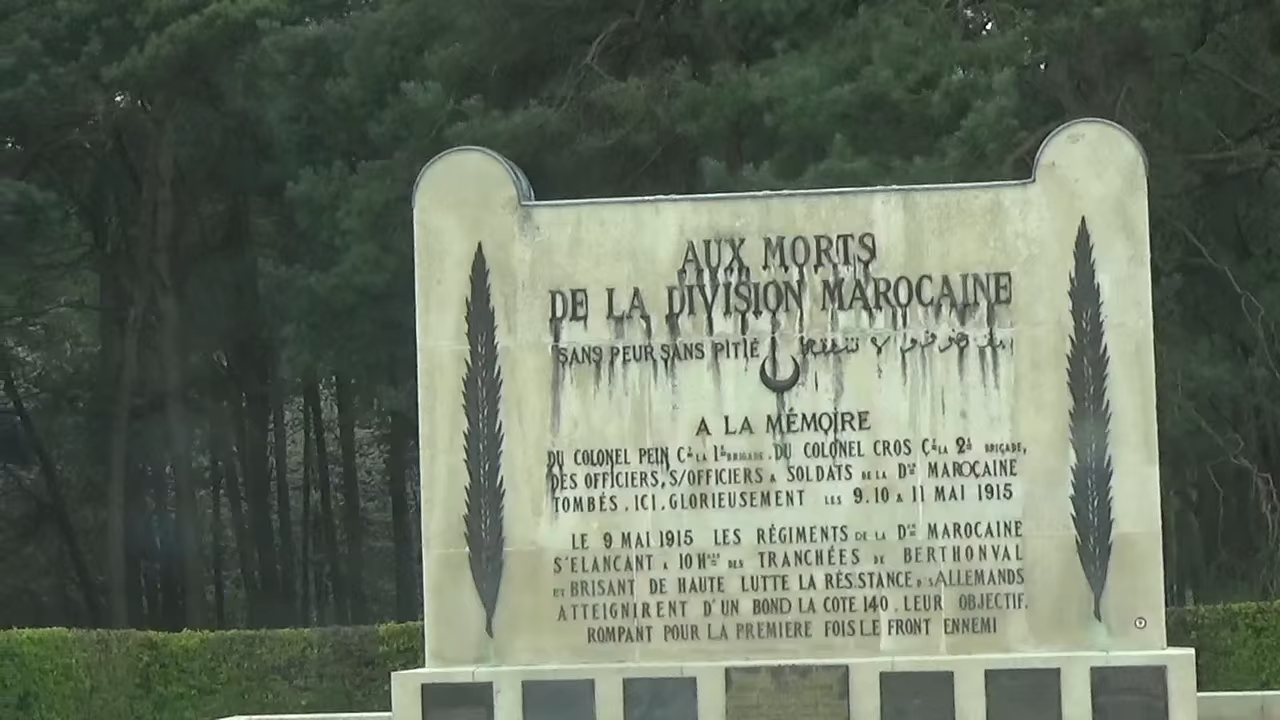 AUX MORTS
DE LA DIVISION MAROCAINE
SANS PEUR SANS PITIÉ
A LA MÉMOIRE
DU COLONEL PEIN Cᵗ LA 1ᴿᴱ BRIGADE . DU COLONEL CROS Cᵗ LA 2ᴱ BRIGADE,
DES OFFICIERS, S/OFFICIERS & SOLDATS DE LA Dᵒⁿ MAROCAINE
TOMBÉS . ICI . GLORIEUSEMENT LES 9.10 & 11 MAI 1915
LE 9 MAI 1915 LES RÉGIMENTS DE LA Dᵒⁿ MAROCAINE
S'ELANCANT A 10H DES TRANCHÉES DE BERTHONVAL
ET BRISANT DE HAUTE LUTTE LA RÉSISTANCE DES ALLEMANDS
ATTEIGNIRENT D'UN BOND LA COTE 140 . LEUR OBJECTIF.
ROMPANT POUR LA PREMIERE FOIS LE FRONT ENNEMI